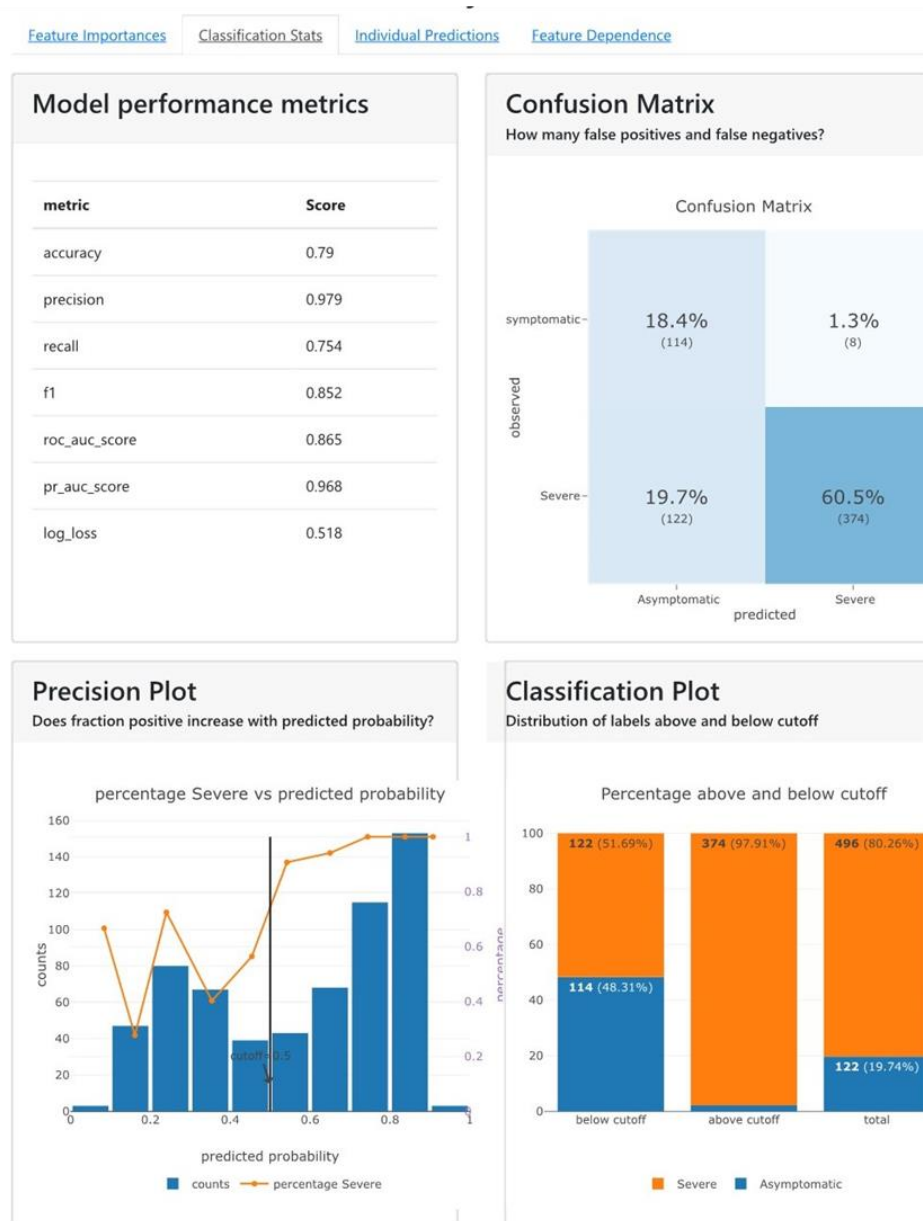 Feature Importances Classification Stats Individual Predictions Feature Dependence
Model performance metrics
metric Score
accuracy 0.79
precision 0.979
recall 0.754
f1 0.852
roc_auc_score 0.865
pr_auc_score 0.968
log_loss 0.518
Confusion Matrix
How many false positives and false negatives?
Confusion Matrix
symptomatic
18.4% 1.3%
(114) (8)
observed
Severe
19.7% 60.5%
(122) (374)
Asymptomatic Severe
predicted
Precision Plot
Does fraction positive increase with predicted probability?
percentage Severe vs predicted probability
160
140
120
100
80
60
40
20
0
counts
1
0.8
0.6
0.4
0.2
percentage
cutoff=0.5
0 0.2 0.4 0.6 0.8 1
predicted probability
counts percentage Severe
Classification Plot
Distribution of labels above and below cutoff
Percentage above and below cutoff
100
80
60
40
20
0
122 (51.69%) 374 (97.91%) 496 (80.26%)
114 (48.31%)
122 (19.74%)
below cutoff above cutoff total
Severe Asymptomatic